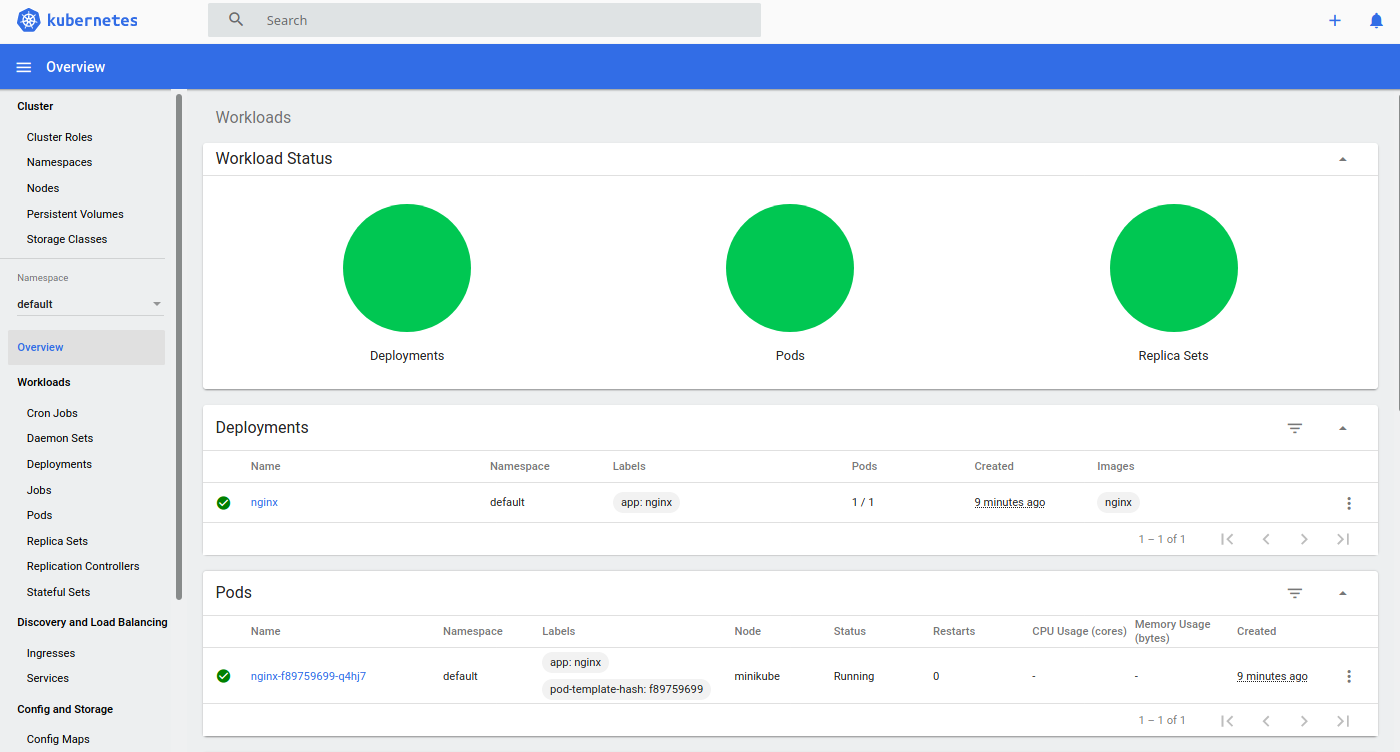 kubernetes
Search
Overview
Cluster
Cluster Roles
Namespaces
Nodes
Persistent Volumes
Storage Classes
Namespace
default
Overview
Workloads
Cron Jobs
Daemon Sets
Deployments
Jobs
Pods
Replica Sets
Replication Controllers
Stateful Sets
Discovery and Load Balancing
Ingresses
Services
Config and Storage
Config Maps
Workloads
Workload Status
Deployments Pods Replica Sets
Deployments
Name Namespace Labels Pods Created Images
nginx default app: nginx 1 / 1 9 minutes ago nginx
1 – 1 of 1
Pods
Name Namespace Labels Node Status Restarts CPU Usage (cores) Memory Usage (bytes) Created
nginx-f89759699-q4hj7 default app: nginx pod-template-hash: f89759699 minikube Running 0 - - 9 minutes ago
1 – 1 of 1